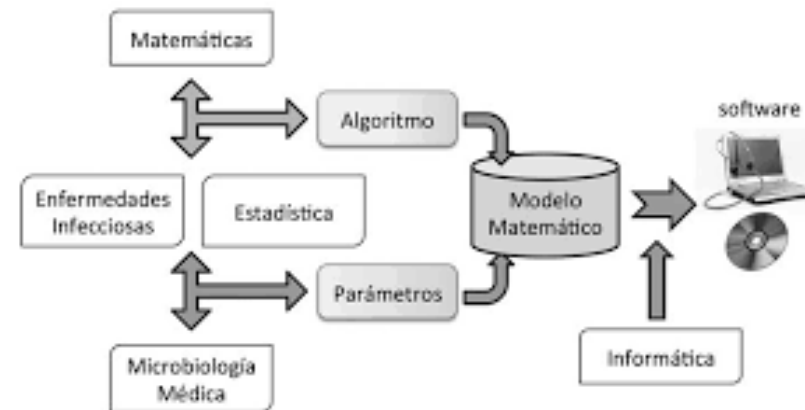 Matemáticas
software
Algoritmo
Enfermedades
Infecciosas
Estadística
Modelo
Matemático
Parámetros
Microbiología
Médica
Informática